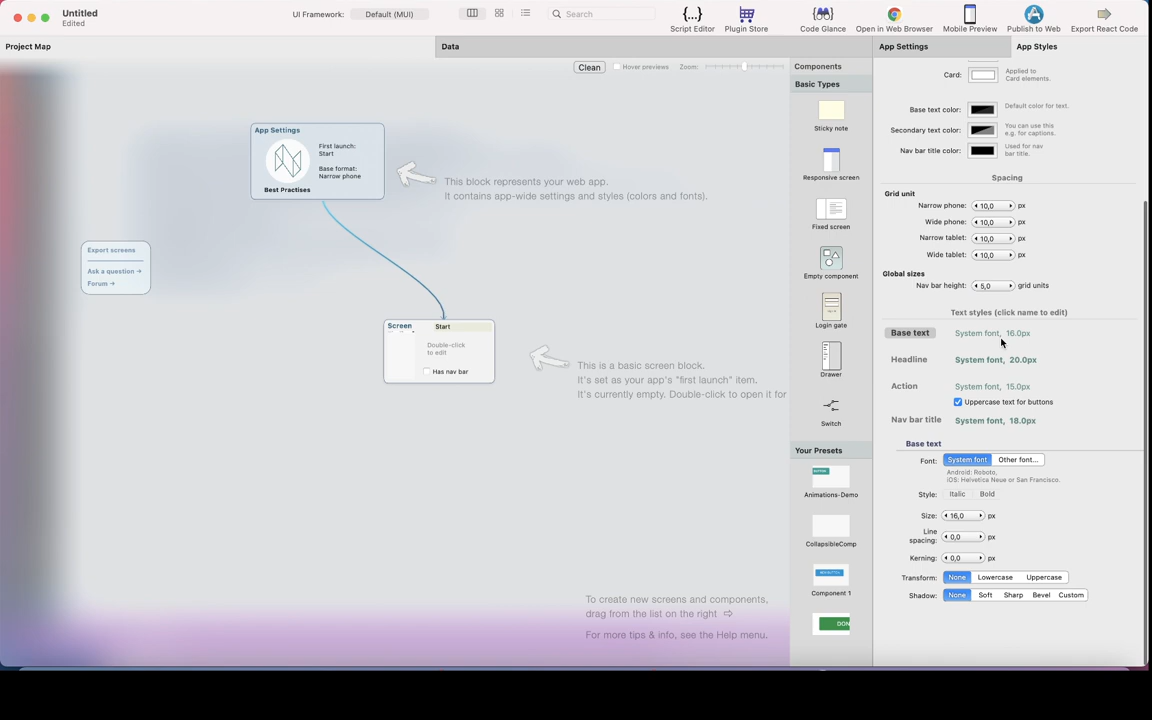 Untitled
Edited
UI Framework:
Default (MUI)
Search
{...}
Script Editor
Plugin Store
Code Glance
Open in Web Browser
Mobile Preview
Publish to Web
Export React Code
Project Map
Data
App Settings
App Styles
Clean
Hover previews
Zoom:
Components
Basic Types
Sticky note
Responsive screen
Fixed screen
Empty component
Login gate
Drawer
Switch
Your Presets
Animations-Demo
CollapsibleComp
Component 1
DON
App Settings
First launch:
Start
Base format:
Narrow phone
Best Practises
This block represents your web app.
It contains app-wide settings and styles (colors and fonts).
Export screens
Ask a question →
Forum →
Screen
Start
Double-click
to edit
Has nav bar
This is a basic screen block.
It's set as your app's "first launch" item.
It's currently empty. Double-click to open it for
To create new screens and components,
drag from the list on the right ⇨
For more tips & info, see the Help menu.
Card:
Applied to
Card elements.
Base text color:
Default color for text.
Secondary text color:
You can use this
e.g. for captions.
Nav bar title color:
Used for nav
bar title.
Spacing
Grid unit
Narrow phone: 10,0 px
Wide phone: 10,0 px
Narrow tablet: 10,0 px
Wide tablet: 10,0 px
Global sizes
Nav bar height: 5,0 grid units
Text styles (click name to edit)
Base text System font, 16.0px
Headline System font, 20.0px
Action System font, 15.0px
Uppercase text for buttons
Nav bar title System font, 18.0px
Base text
Font: System font Other font...
Android: Roboto,
iOS: Helvetica Neue or San Francisco.
Style: Italic Bold
Size: 16,0 px
Line
spacing: 0,0 px
Kerning: 0,0 px
Transform: None Lowercase Uppercase
Shadow: None Soft Sharp Bevel Custom